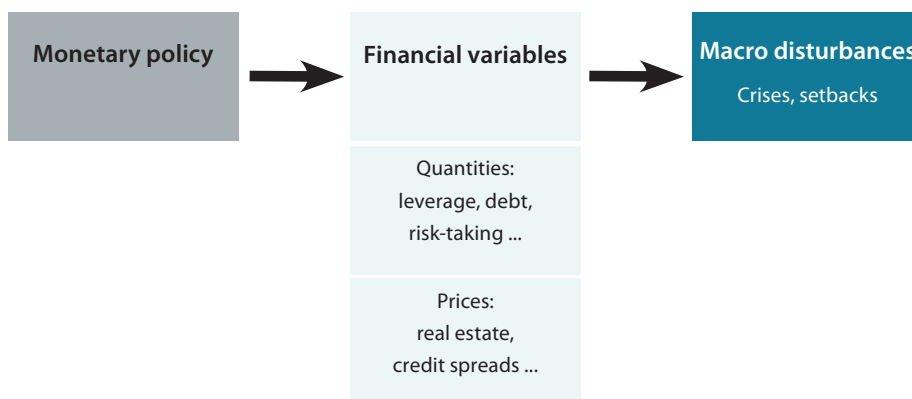 Monetary policy
Financial variables
Macro disturbances
Crises, setbacks
Quantities:
leverage, debt,
risk-taking ...
Prices:
real estate,
credit spreads ...